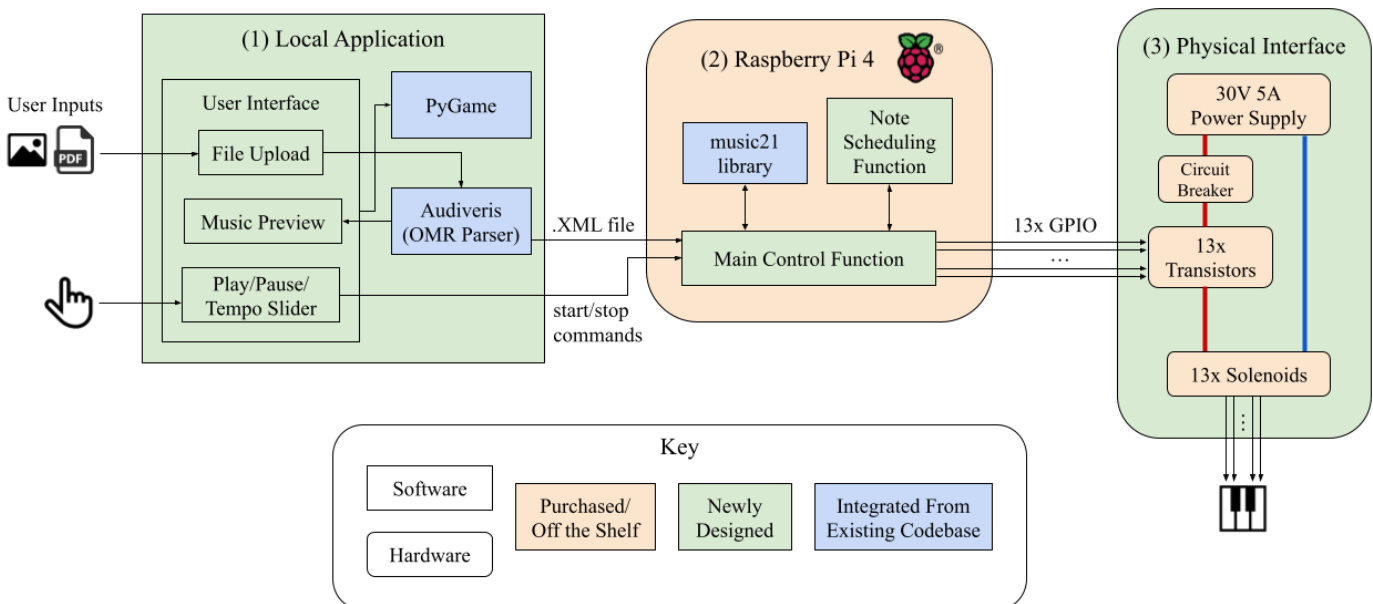 User Inputs
PDF
(1) Local Application
User Interface
File Upload
Music Preview
Play/Pause/
Tempo Slider
PyGame
Audiveris
(OMR Parser)
.XML file
start/stop
commands
(2) Raspberry Pi 4
®
music21
library
Note
Scheduling
Function
Main Control Function
13x GPIO
...
(3) Physical Interface
30V 5A
Power Supply
Circuit
Breaker
13x
Transistors
13x Solenoids
...
Key
Software
Hardware
Purchased/
Off the Shelf
Newly
Designed
Integrated From
Existing Codebase